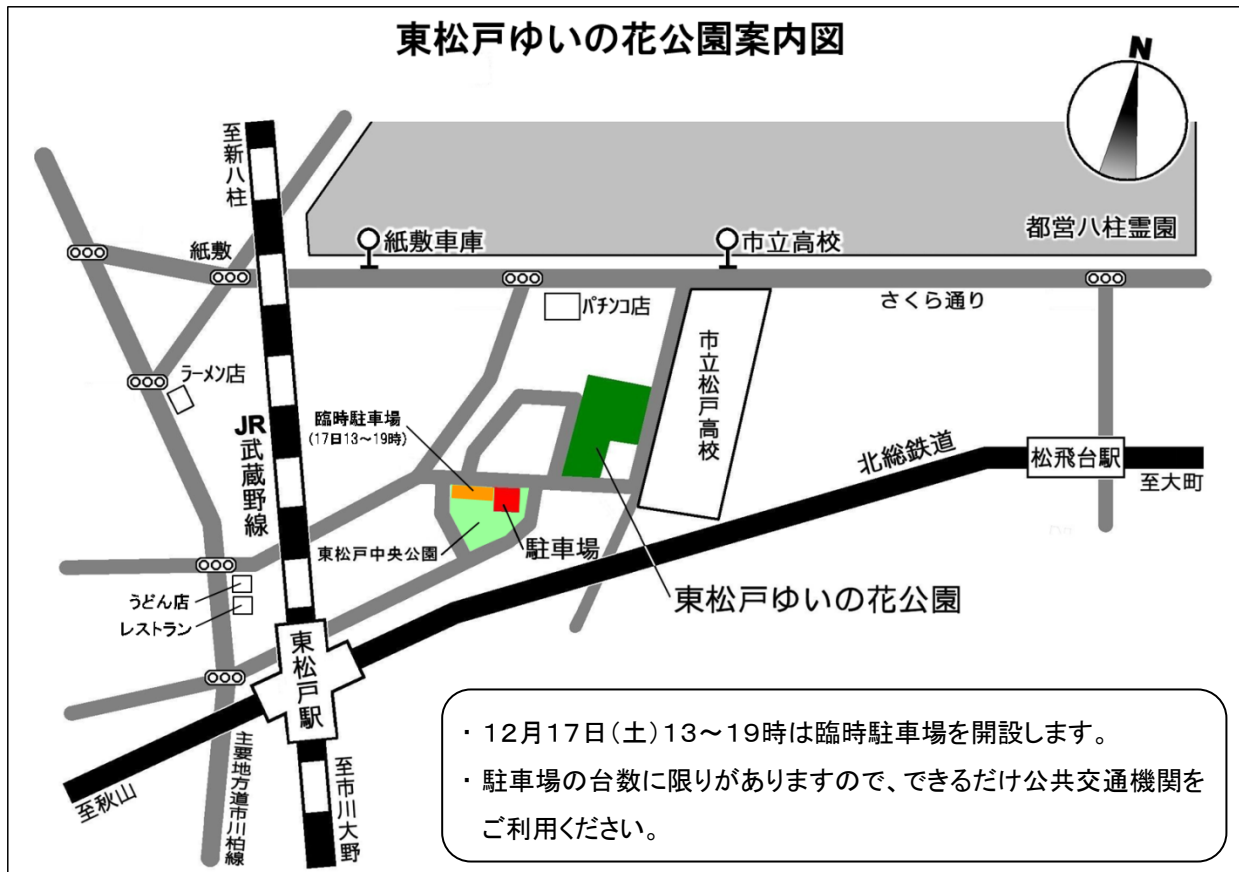 東松戸ゆいの花公園案内図
N
至新八柱
紙敷
紙敷車庫
市立高校
都営八柱霊園
さくら通り
パチンコ店
ラーメン店
市立松戸高校
臨時駐車場
(17日13～19時)
JR武蔵野線
北総鉄道
松飛台駅
至大町
東松戸中央公園
駐車場
東松戸ゆいの花公園
うどん店
レストラン
東松戸駅
至秋山
主要地方道市川柏線
至市川大野
・12月17日(土)13～19時は臨時駐車場を開設します。
・駐車場の台数に限りがありますので、できるだけ公共交通機関を
ご利用ください。